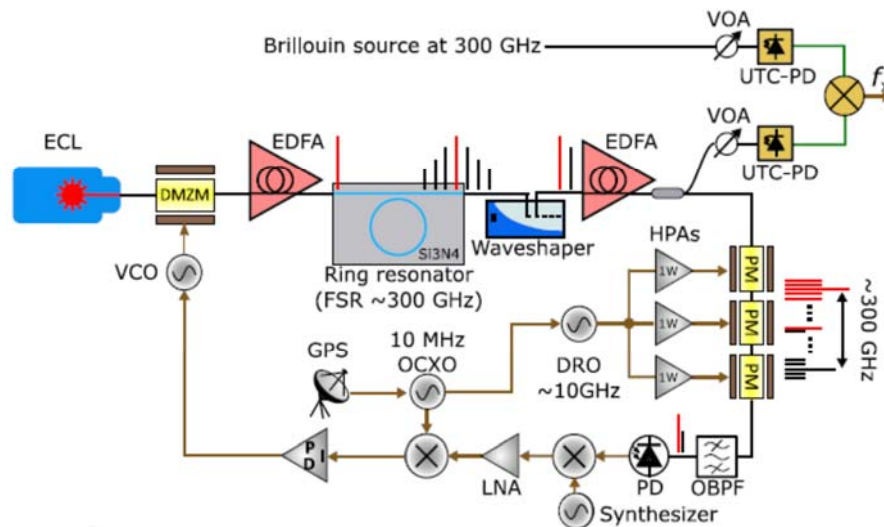 Brillouin source at 300 GHz
VOA
UTC-PD
ECL
EDFA
EDFA
VOA
UTC-PD
DMZM
SI3N4
Waveshaper
HPAs
VCO
Ring resonator
(FSR ~300 GHz)
1W
PM
GPS
10 MHz
OCXO
1W
PM
~300 GHz
DRO
~10GHz
1W
PM
P I
D
LNA
PD
OBPF
Synthesizer